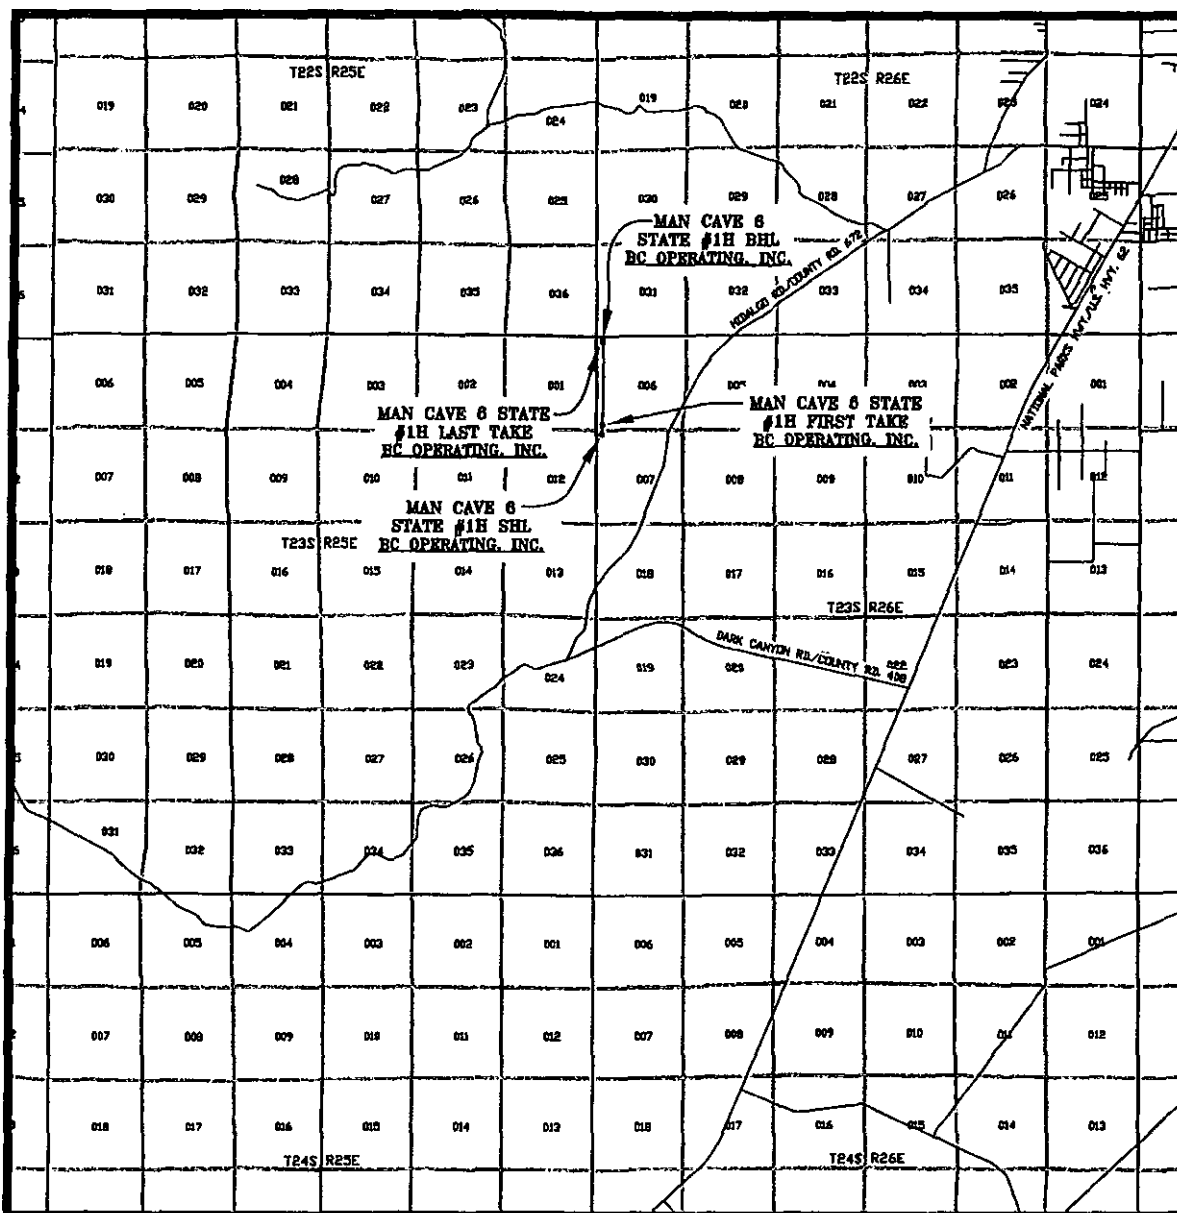 T22S R25E
T22S R26E
019 020 021 022 023 024 019 020 021 022 023 024
030 029 028 027 026 025 030 029 028 027 026 025
MAN CAVE 6
STATE #1H BHL
BC OPERATING, INC.
HIDALGO RD./COUNTY RD. 672
NATIONAL PARKS HWY./U.S. HWY. 62
031 032 033 034 035 036 031 032 033 034 035
006 005 004 003 002 001 006 005 004 003 002 001
MAN CAVE 6 STATE
#1H LAST TAKE
BC OPERATING, INC.
MAN CAVE 6 STATE
#1H FIRST TAKE
BC OPERATING, INC.
007 008 009 010 011 012 007 008 009 010 011 012
MAN CAVE 6
STATE #1H SHL
BC OPERATING, INC.
T23S R25E
018 017 016 015 014 013 018 017 016 015 014 013
T23S R26E
DARK CANYON RD./COUNTY RD. 408
019 020 021 022 023 024 019 029 022 023 024
030 029 028 027 026 025 030 029 028 027 026 025
031 032 033 034 035 036 031 032 033 034 035 036
006 005 004 003 002 001 006 005 004 003 002 001
007 008 009 010 011 012 007 008 009 010 011 012
018 017 016 015 014 013 018 017 016 015 014 013
T24S R25E
T24S R26E